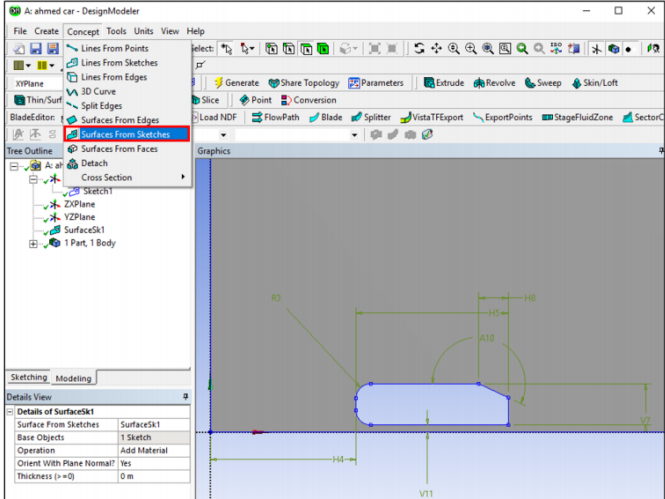 A: ahmed car - DesignModeler
File Create Concept Tools Units View Help
Lines From Points
Lines From Sketches
Lines From Edges
3D Curve
Split Edges
Surfaces From Edges
Surfaces From Sketches
Surfaces From Faces
Detach
Cross Section
elect:
XYPlane
Generate Share Topology Parameters Extrude Revolve Sweep Skin/Loft
Thin/Surf
Slice Point Conversion
BladeEditor:
Load NDF FlowPath Blade Splitter VistaTFExport ExportPoints StageFluidZone SectorC
Tree Outline
Graphics
A: ah
Sketch1
ZXPlane
YZPlane
SurfaceSk1
1 Part, 1 Body
Sketching Modeling
Details View
Details of SurfaceSk1
Surface From Sketches SurfaceSk1
Base Objects 1 Sketch
Operation Add Material
Orient With Plane Normal? Yes
Thickness (>=0) 0 m
R3
H8
H5
A10
V7
H4
V11